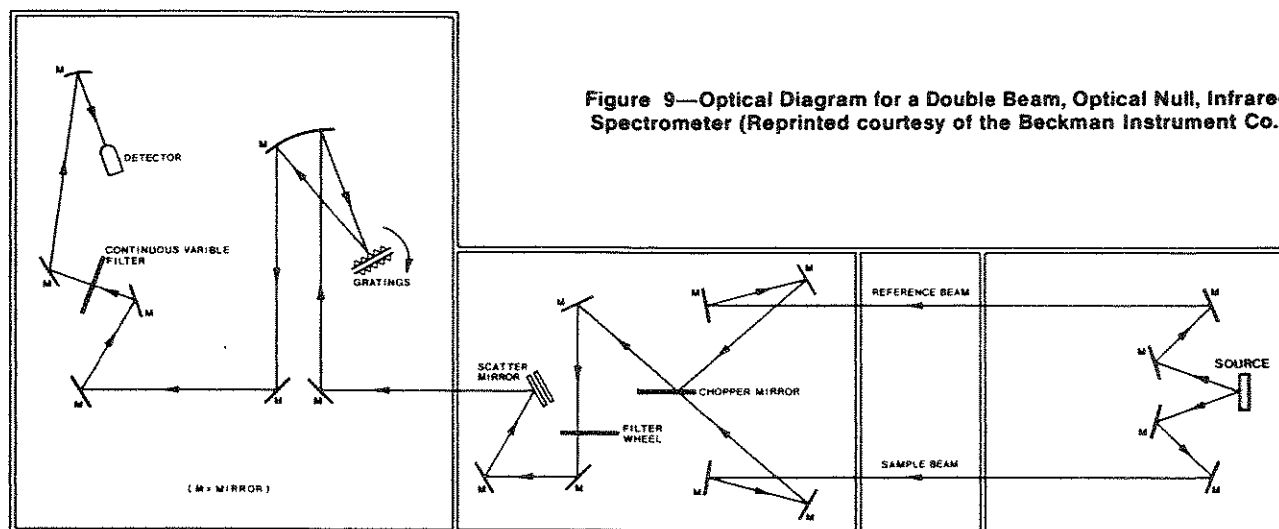 Figure 9—Optical Diagram for a Double Beam, Optical Null, Infrare
Spectrometer (Reprinted courtesy of the Beckman Instrument Co.
M
DETECTOR
M
CONTINUOUS VARIBLE
FILTER
M
M
M
M
GRATINGS
M
M
(M = MIRROR)
SCATTER
MIRROR
M
FILTER
WHEEL
M
M
M
M
CHOPPER MIRROR
M
M
REFERENCE BEAM
SAMPLE BEAM
M
M
SOURCE
M
M